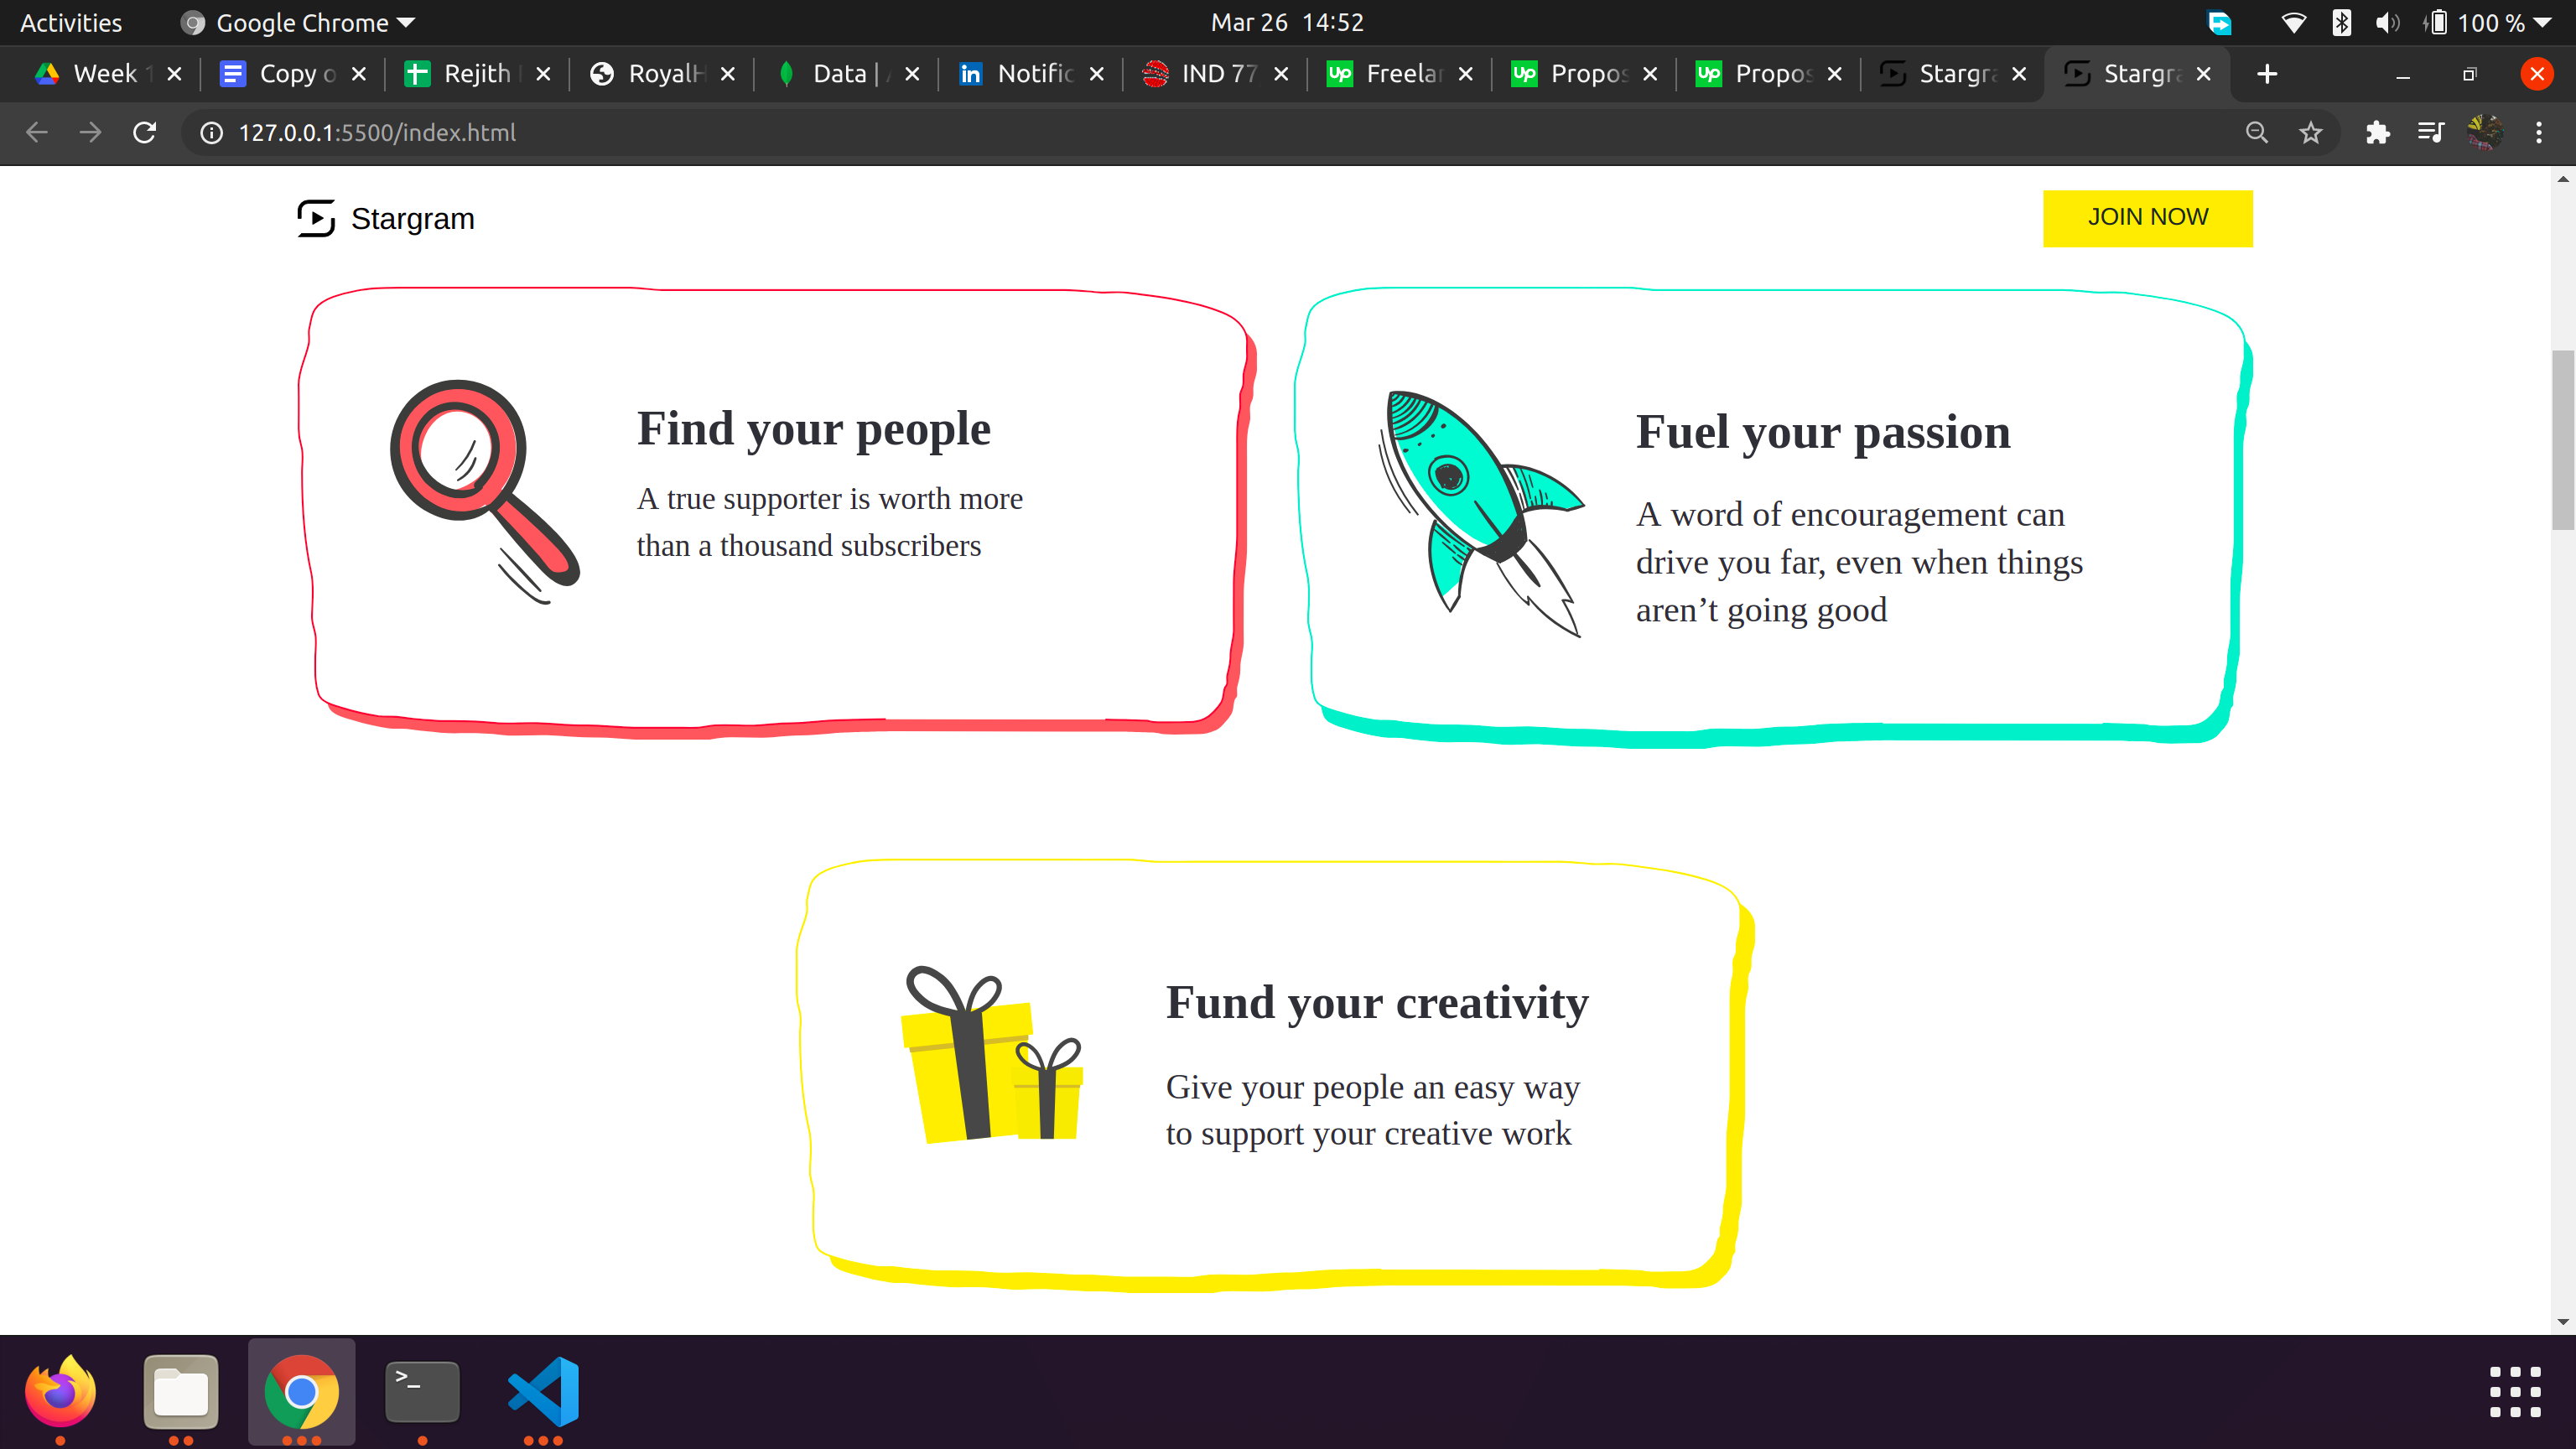 Activities Google Chrome Mar 26 14:52 100 %
Week 1 Copy o Rejith RoyalH Data | Notific IND 77 Freelan Propos Propos Stargra Stargra
127.0.0.1:5500/index.html
Stargram JOIN NOW
Find your people
A true supporter is worth more
than a thousand subscribers
Fuel your passion
A word of encouragement can
drive you far, even when things
aren’t going good
Fund your creativity
Give your people an easy way
to support your creative work